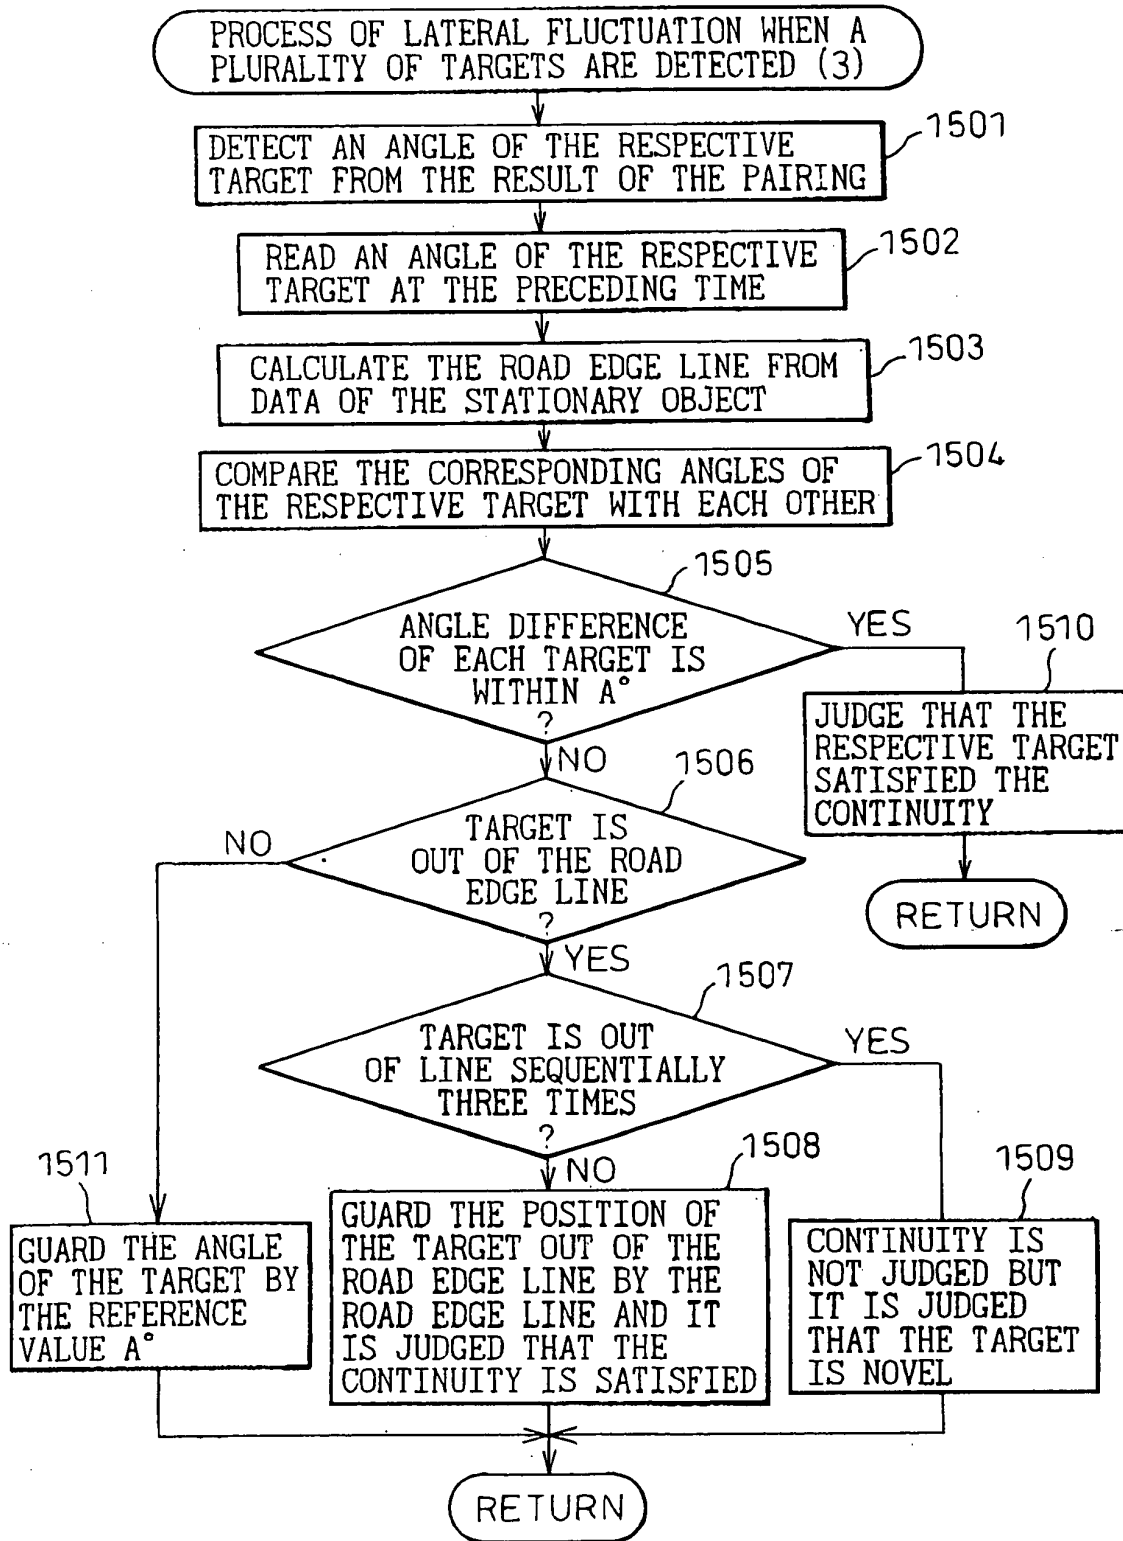 PROCESS OF LATERAL FLUCTUATION WHEN A
PLURALITY OF TARGETS ARE DETECTED (3)
1501
DETECT AN ANGLE OF THE RESPECTIVE
TARGET FROM THE RESULT OF THE PAIRING
1502
READ AN ANGLE OF THE RESPECTIVE
TARGET AT THE PRECEDING TIME
1503
CALCULATE THE ROAD EDGE LINE FROM
DATA OF THE STATIONARY OBJECT
1504
COMPARE THE CORRESPONDING ANGLES OF
THE RESPECTIVE TARGET WITH EACH OTHER
1505
ANGLE DIFFERENCE
OF EACH TARGET IS
WITHIN A°
?
YES
1510
JUDGE THAT THE
RESPECTIVE TARGET
SATISFIED THE
CONTINUITY
RETURN
NO
1506
TARGET IS
OUT OF THE ROAD
EDGE LINE
?
NO
YES
1507
TARGET IS OUT
OF LINE SEQUENTIALLY
THREE TIMES
?
YES
NO
1511
GUARD THE ANGLE
OF THE TARGET BY
THE REFERENCE
VALUE A°
1508
GUARD THE POSITION OF
THE TARGET OUT OF THE
ROAD EDGE LINE BY THE
ROAD EDGE LINE AND IT
IS JUDGED THAT THE
CONTINUITY IS SATISFIED
1509
CONTINUITY IS
NOT JUDGED BUT
IT IS JUDGED
THAT THE TARGET
IS NOVEL
RETURN